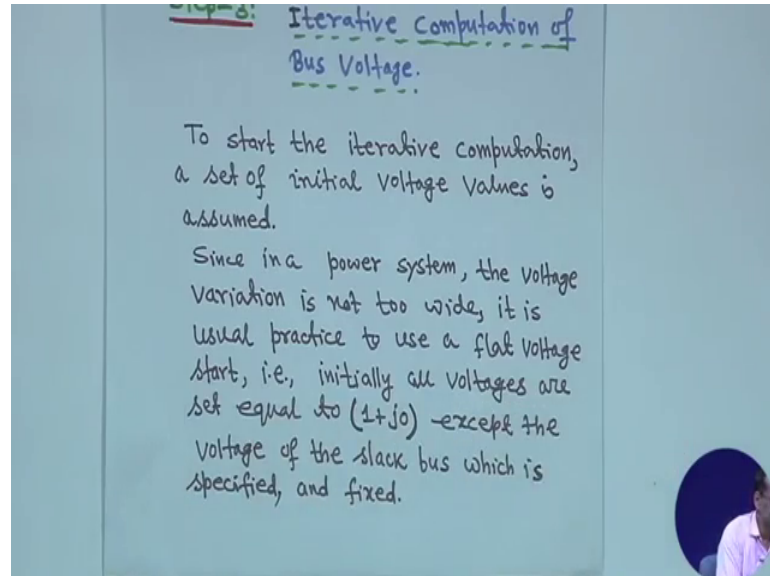 Step-3: Iterative Computation of
Bus Voltage.
To start the iterative computation,
a set of initial voltage values is
assumed.
Since in a power system, the voltage
variation is not too wide, it is
usual practice to use a flat voltage
start, i.e., initially all voltages are
set equal to (1+j0) except the
voltage of the slack bus which is
specified, and fixed.